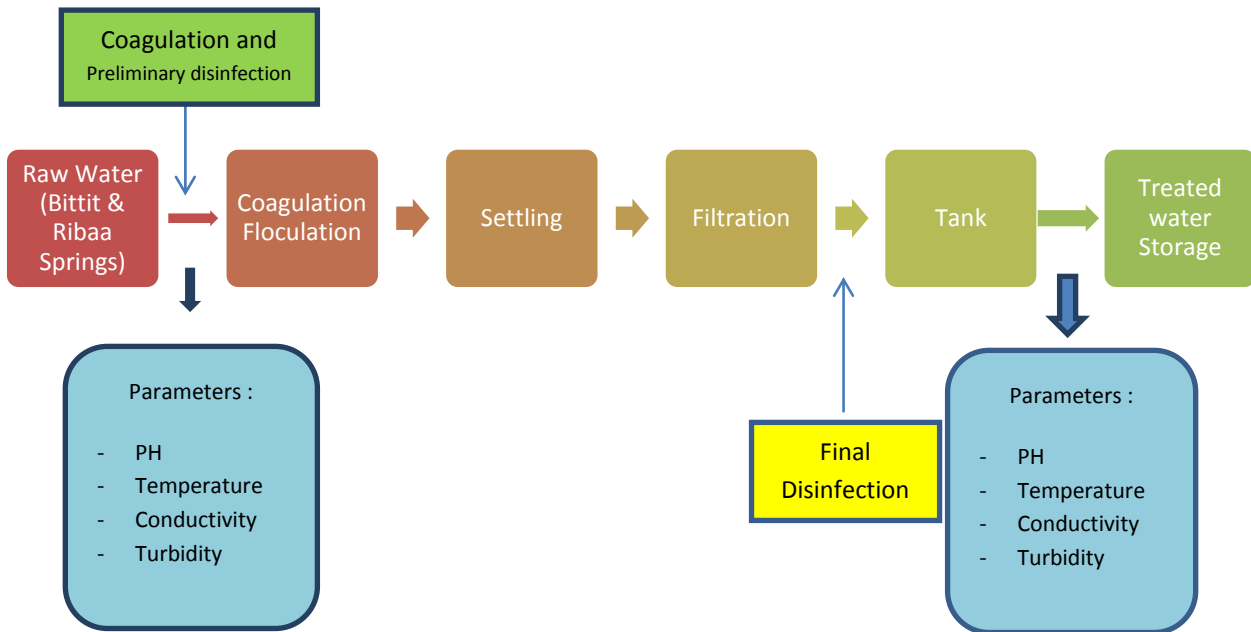 Coagulation and
Preliminary disinfection
Raw Water
(Bittit &
Ribaa
Springs)
Coagulation
Floculation
Settling
Filtration
Tank
Treated
water
Storage
Parameters :
- PH
- Temperature
- Conductivity
- Turbidity
Final
Disinfection
Parameters :
- PH
- Temperature
- Conductivity
- Turbidity